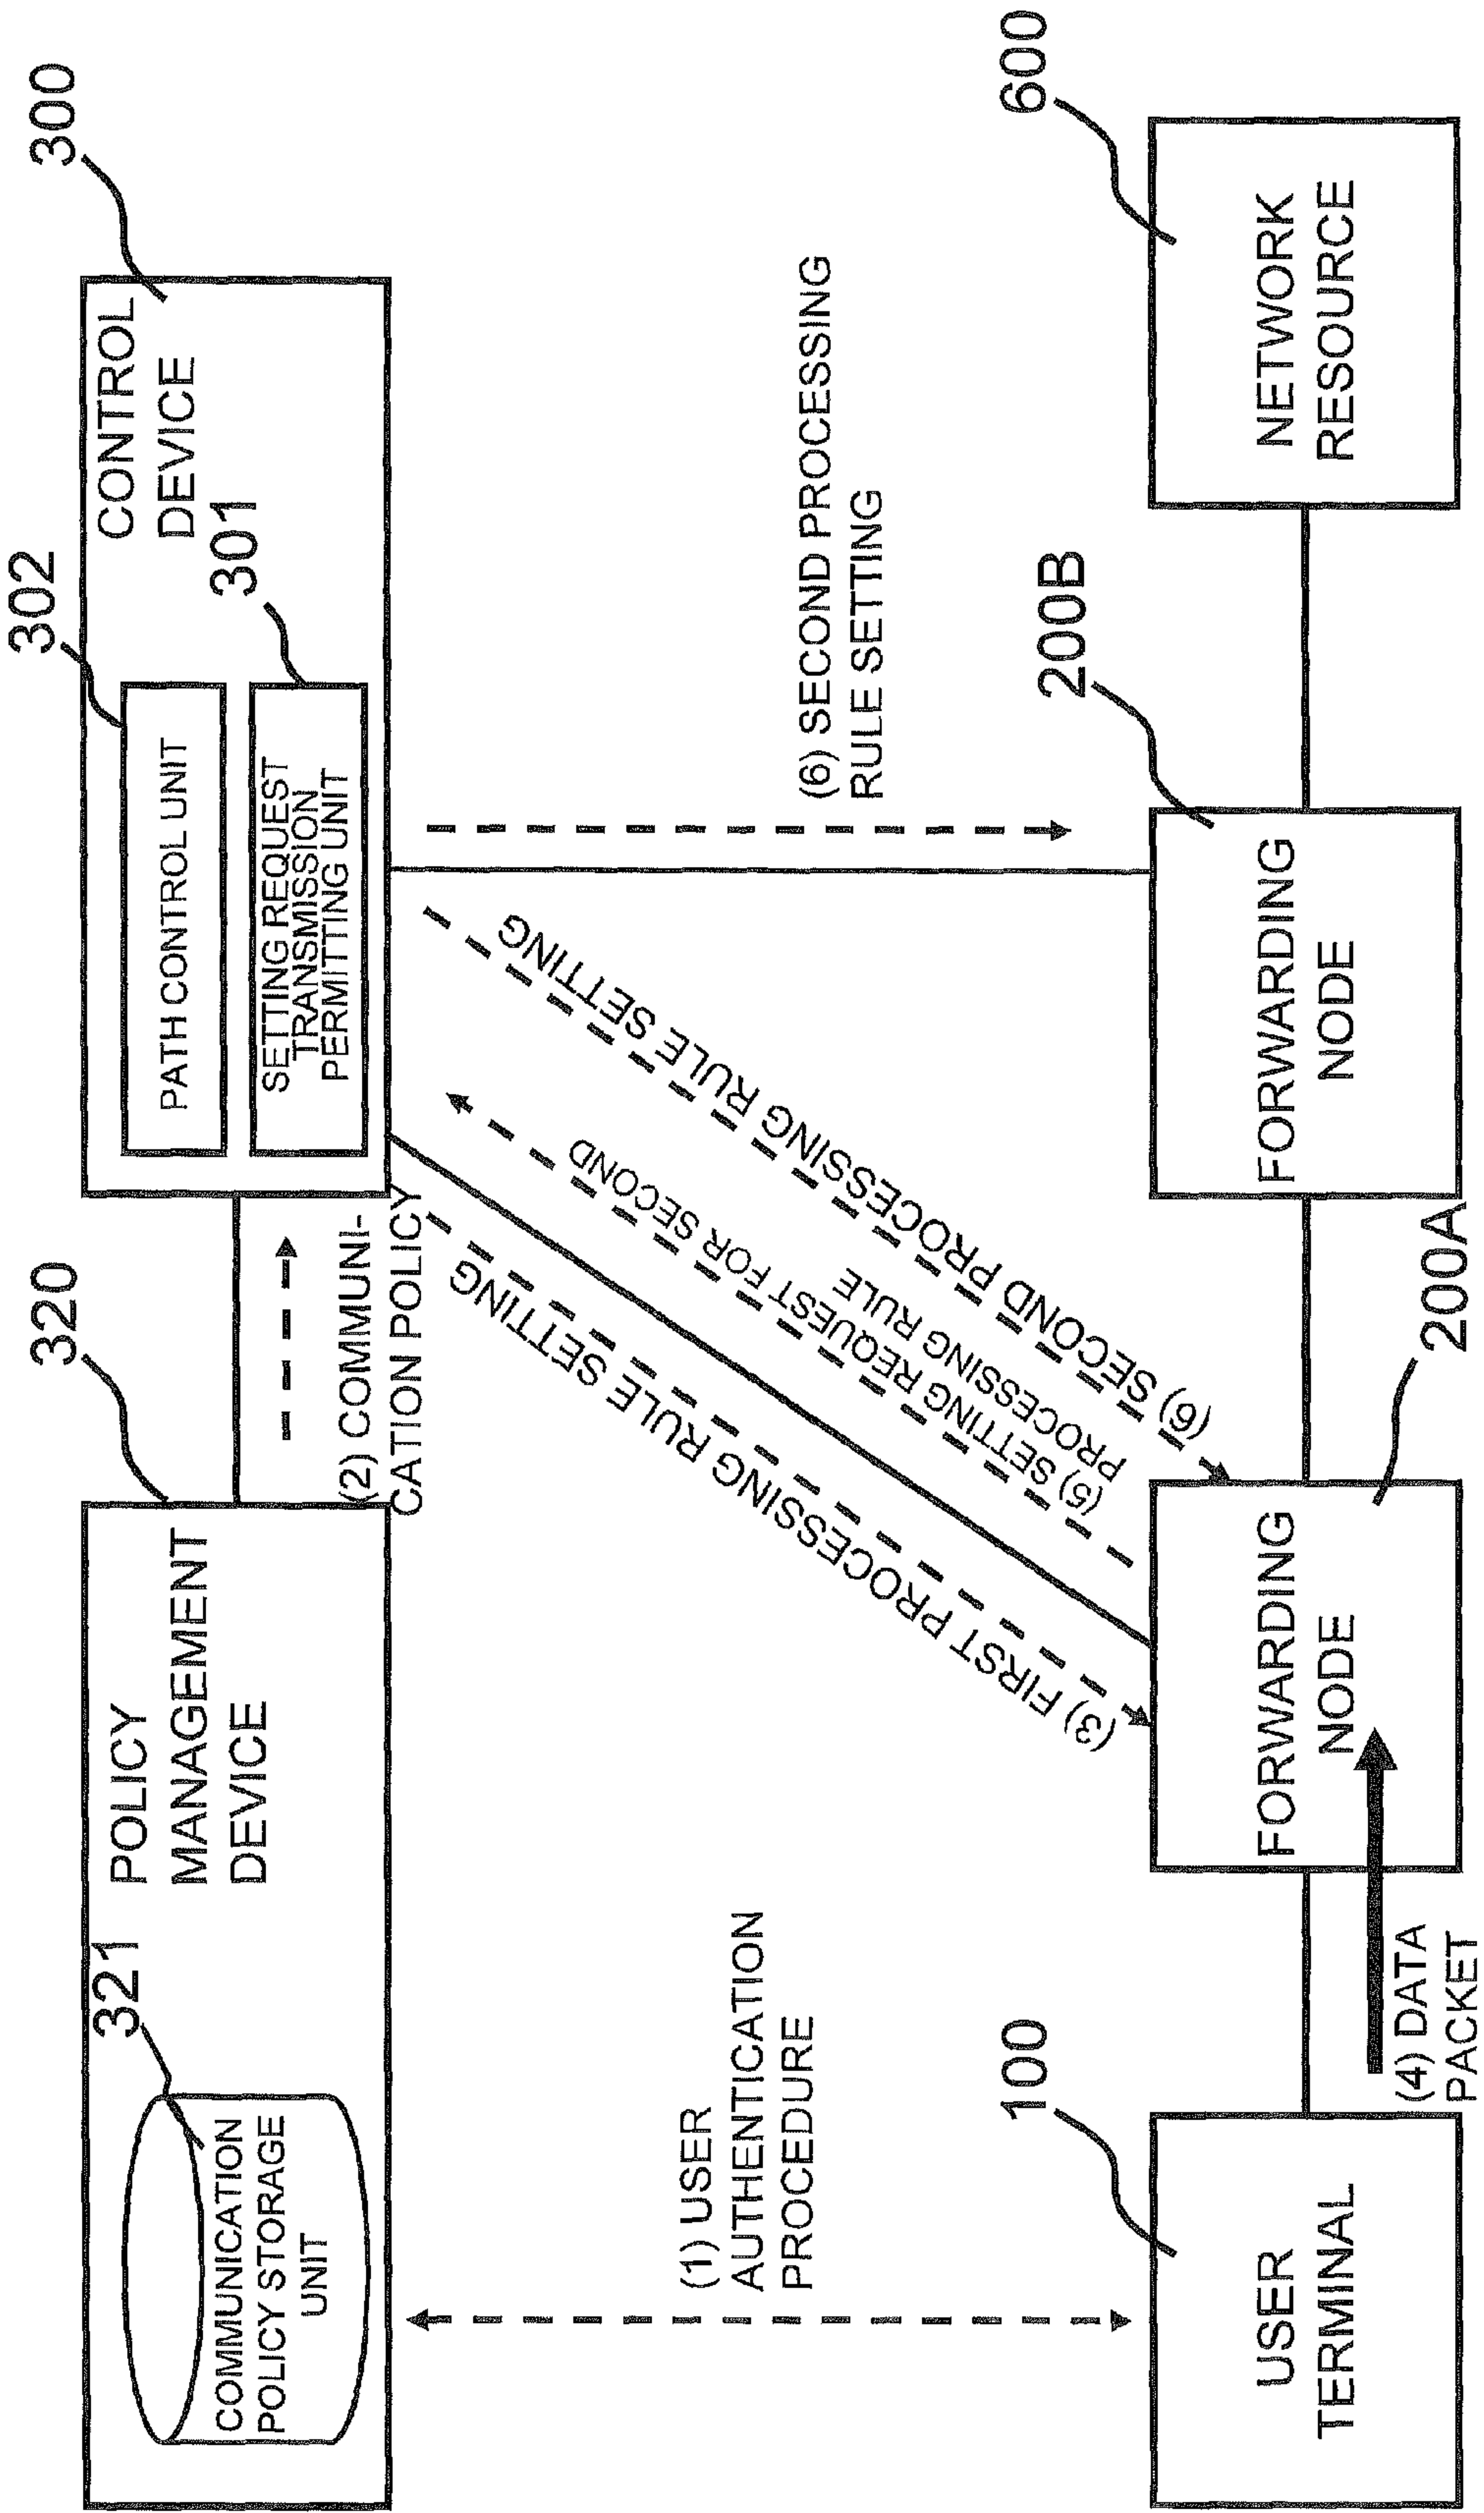 320
POLICY
MANAGEMENT
DEVICE
321
COMMUNICATION
POLICY STORAGE
UNIT
(2) COMMUNI-
CATION POLICY
300
CONTROL
DEVICE
302
PATH CONTROL UNIT
301
SETTING REQUEST
TRANSMISSION
PERMITTING UNIT
(1) USER
AUTHENTICATION
PROCEDURE
(3) FIRST PROCESSING RULE SETTING
(5) SETTING REQUEST FOR SECOND
PROCESSING RULE
(6) SECOND PROCESSING RULE SETTING
(6) SECOND PROCESSING
RULE SETTING
100
USER
TERMINAL
(4) DATA
PACKET
200A
FORWARDING
NODE
200B
FORWARDING
NODE
600
NETWORK
RESOURCE